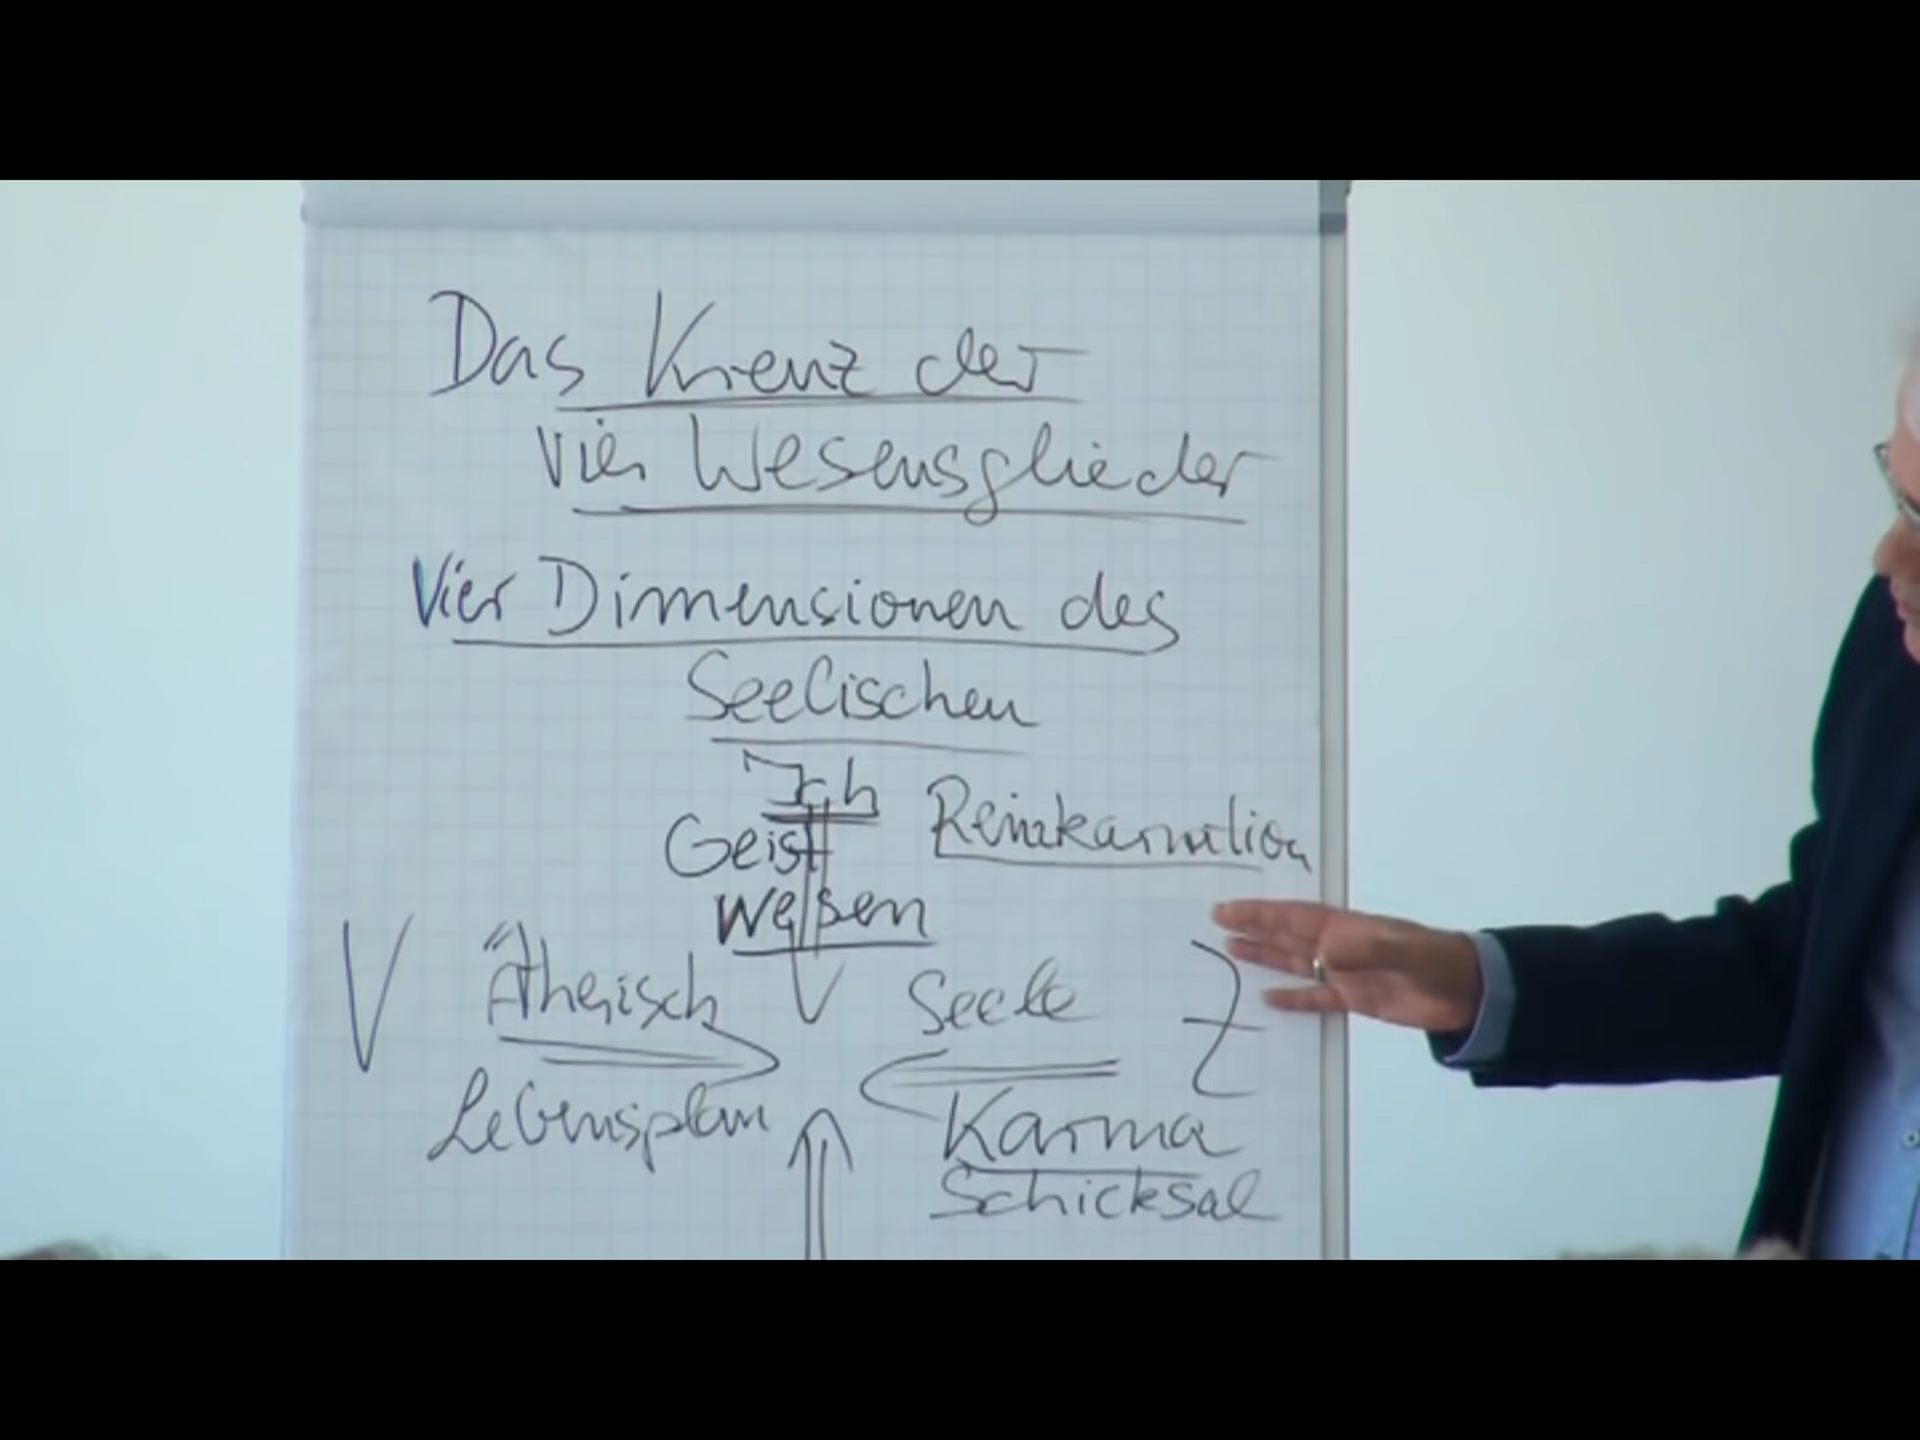 Das Kreuz der
vier Wesensglieder
Vier Dimensionen des
Seelischen
Ich
Geist Reinkarnation
wesen
V Ätherisch Seele Z
Lebensplan Karma
Schicksal